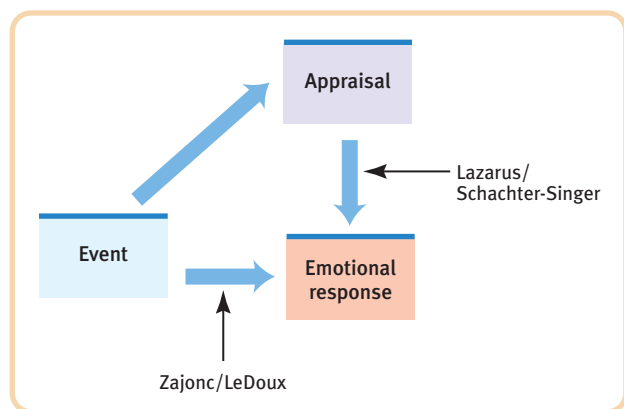 Appraisal
Lazarus/
Schachter-Singer
Event
Emotional
response
Zajonc/LeDoux